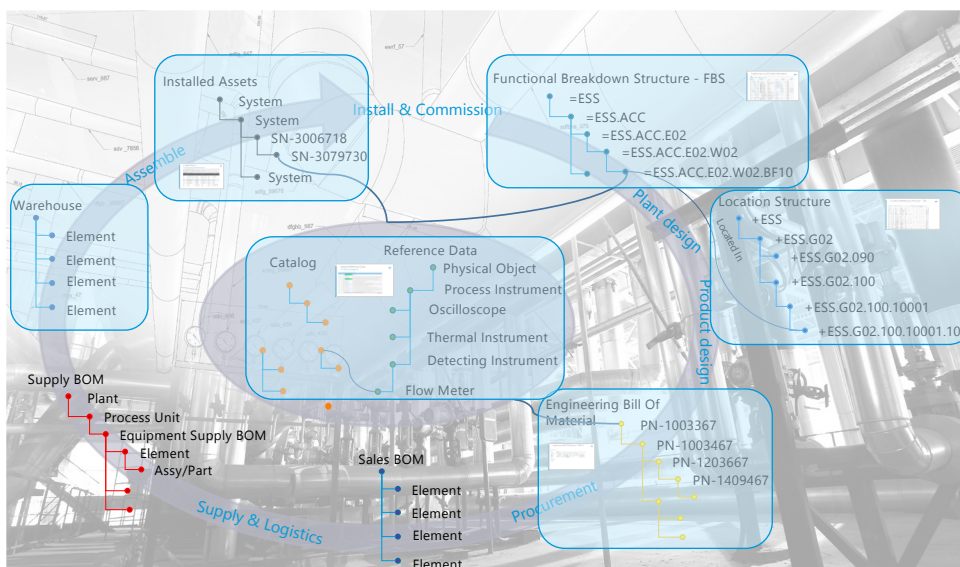 Installed Assets
System
System
SN-3006718
SN-3079730
System
Install & Commission
Functional Breakdown Structure - FBS
=ESS
=ESS.ACC
=ESS.ACC.E02
=ESS.ACC.E02.W02
=ESS.ACC.E02.W02.BF10
Assemble
Warehouse
Element
Element
Element
Element
Plant design
Location Structure
Located In
+ESS
+ESS.G02
+ESS.G02.090
+ESS.G02.100
+ESS.G02.100.10001
+ESS.G02.100.10001.10
Catalog
Reference Data
Physical Object
Process Instrument
Oscilloscope
Thermal Instrument
Detecting Instrument
Flow Meter
Product design
Supply BOM
Plant
Process Unit
Equipment Supply BOM
Element
Assy/Part
Engineering Bill Of
Material
PN-1003367
PN-1003467
PN-1203667
PN-1409467
Sales BOM
Element
Element
Element
Element
Procurement
Supply & Logistics